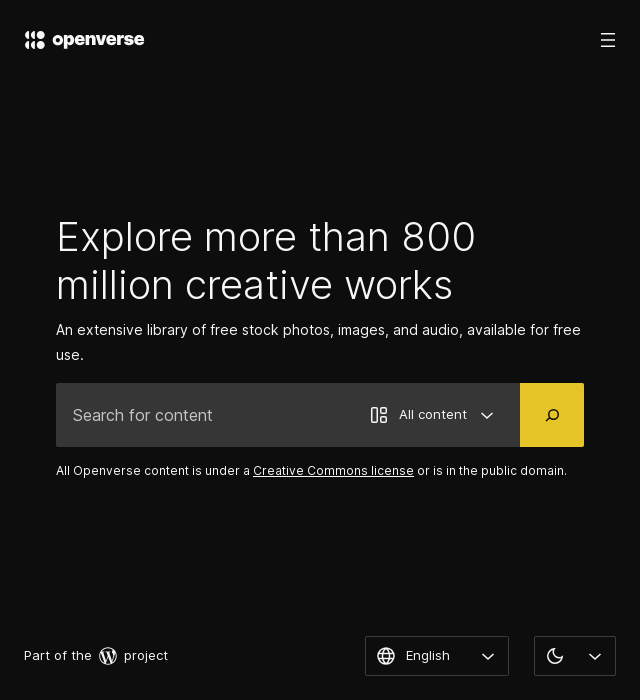 openverse
Explore more than 800
million creative works
An extensive library of free stock photos, images, and audio, available for free
use.
Search for content
All content
All Openverse content is under a Creative Commons license or is in the public domain.
Part of the project
English